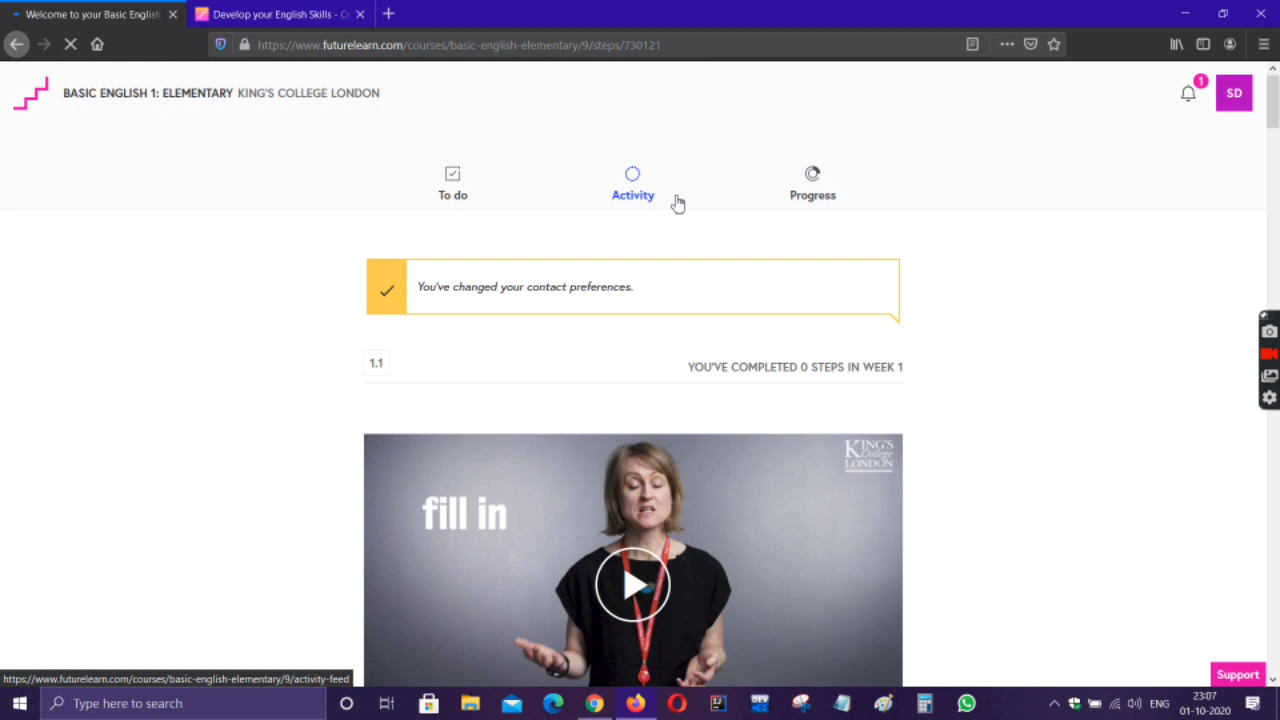 Welcome to your Basic English
Develop your English Skills - O
https://www.futurelearn.com/courses/basic-english-elementary/9/steps/730121
BASIC ENGLISH 1: ELEMENTARY KING'S COLLEGE LONDON
1
SD
To do
Activity
Progress
You've changed your contact preferences.
1.1
YOU'VE COMPLETED 0 STEPS IN WEEK 1
KING'S
College
LONDON
fill in
Support
https://www.futurelearn.com/courses/basic-english-elementary/9/activity-feed
Type here to search
ENG
23:07
01-10-2020